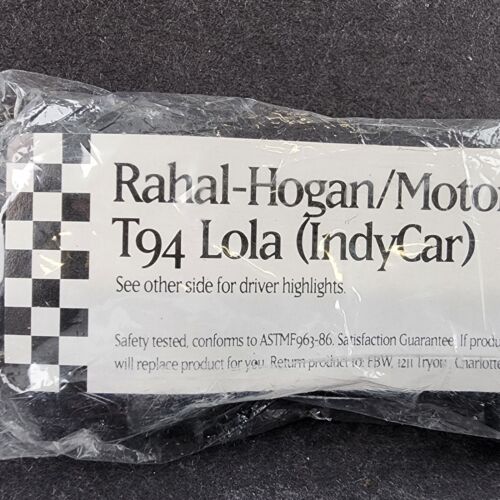 Rahal-Hogan/Motor
T94 Lola (IndyCar)
See other side for driver highlights.
Safety tested, conforms to ASTMF963-86. Satisfaction Guarantee. If produ
will replace product for you. Return product to: FBW, 1211 Tryon, Charlotte